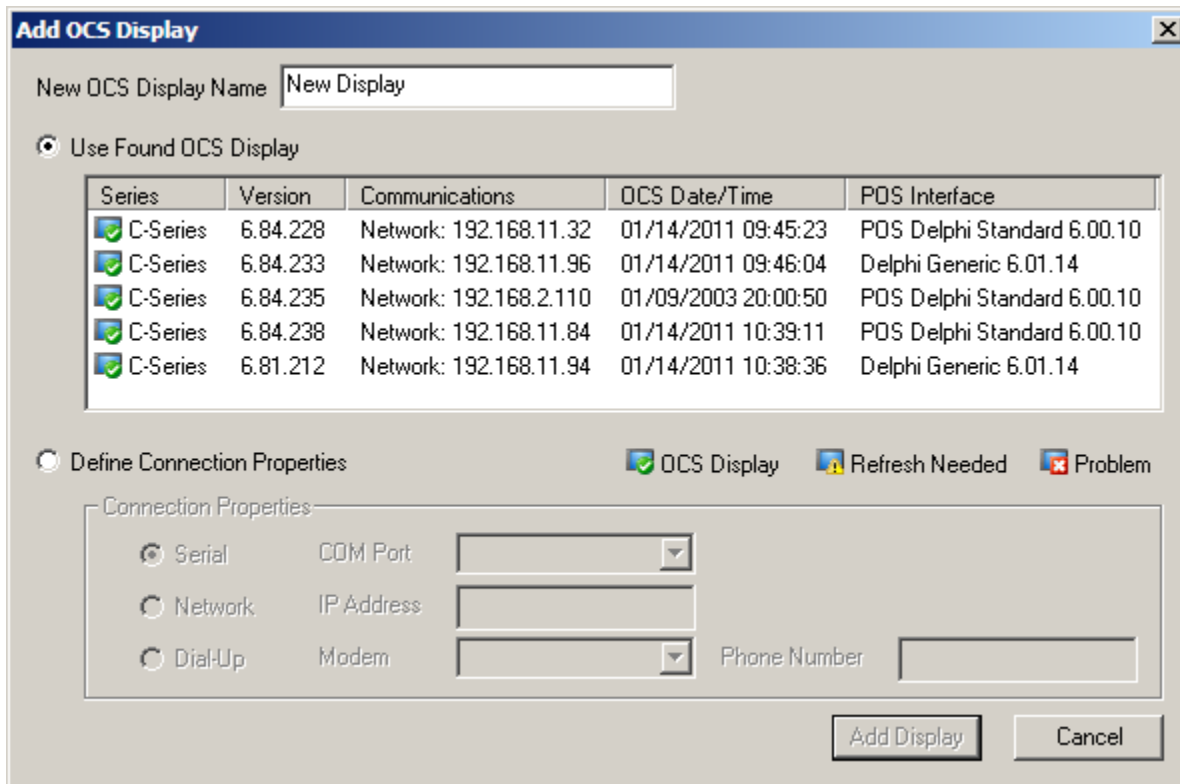 Add OCS Display
New OCS Display Name New Display
Use Found OCS Display
Series Version Communications OCS Date/Time POS Interface
C-Series 6.84.228 Network: 192.168.11.32 01/14/2011 09:45:23 POS Delphi Standard 6.00.10
C-Series 6.84.233 Network: 192.168.11.96 01/14/2011 09:46:04 Delphi Generic 6.01.14
C-Series 6.84.235 Network: 192.168.2.110 01/09/2003 20:00:50 POS Delphi Standard 6.00.10
C-Series 6.84.238 Network: 192.168.11.84 01/14/2011 10:39:11 POS Delphi Standard 6.00.10
C-Series 6.81.212 Network: 192.168.11.94 01/14/2011 10:38:36 Delphi Generic 6.01.14
Define Connection Properties OCS Display Refresh Needed Problem
Connection Properties
Serial COM Port
Network IP Address
Dial-Up Modem Phone Number
Add Display Cancel